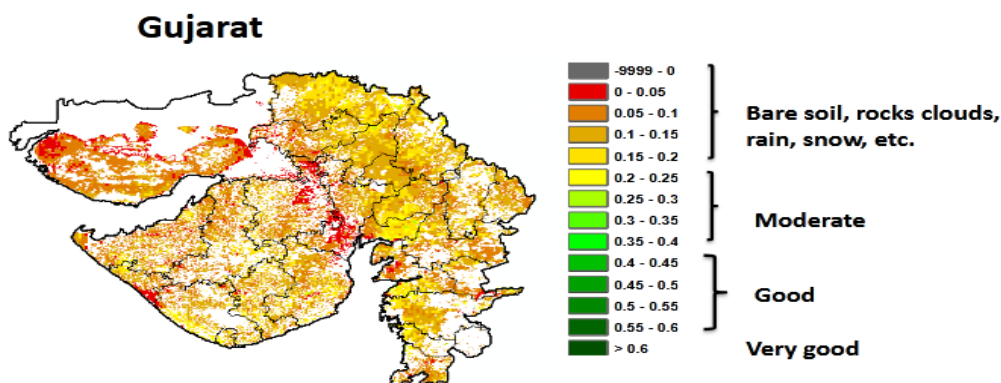 Gujarat
-9999 - 0
0 - 0.05
0.05 - 0.1
0.1 - 0.15
0.15 - 0.2
0.2 - 0.25
0.25 - 0.3
0.3 - 0.35
0.35 - 0.4
0.4 - 0.45
0.45 - 0.5
0.5 - 0.55
0.55 - 0.6
> 0.6
Bare soil, rocks clouds,
rain, snow, etc.
Moderate
Good
Very good